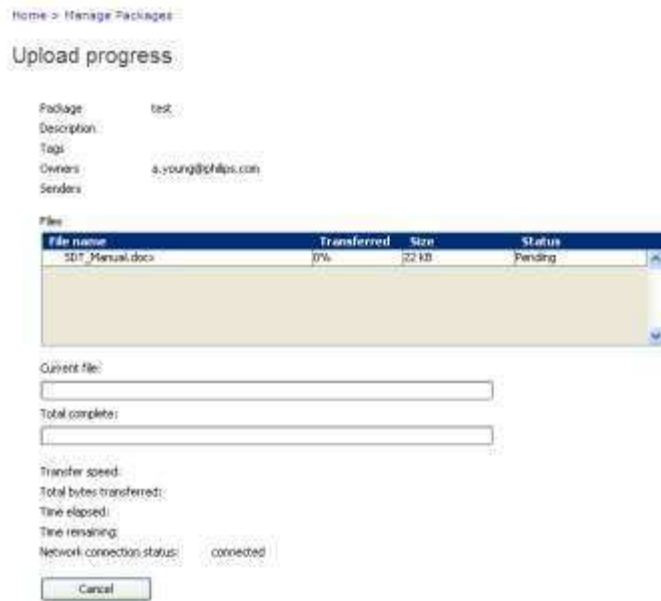 Home > Manage Packages
Upload progress
Package test
Description
Tags
Owners a.young@philips.com
Senders
Files
File name Transferred Size Status
SDT_Manual.docx 0% 22 kB Pending
Current file:
Total complete:
Transfer speed:
Total bytes transferred:
Time elapsed:
Time remaining:
Network connection status: connected
Cancel